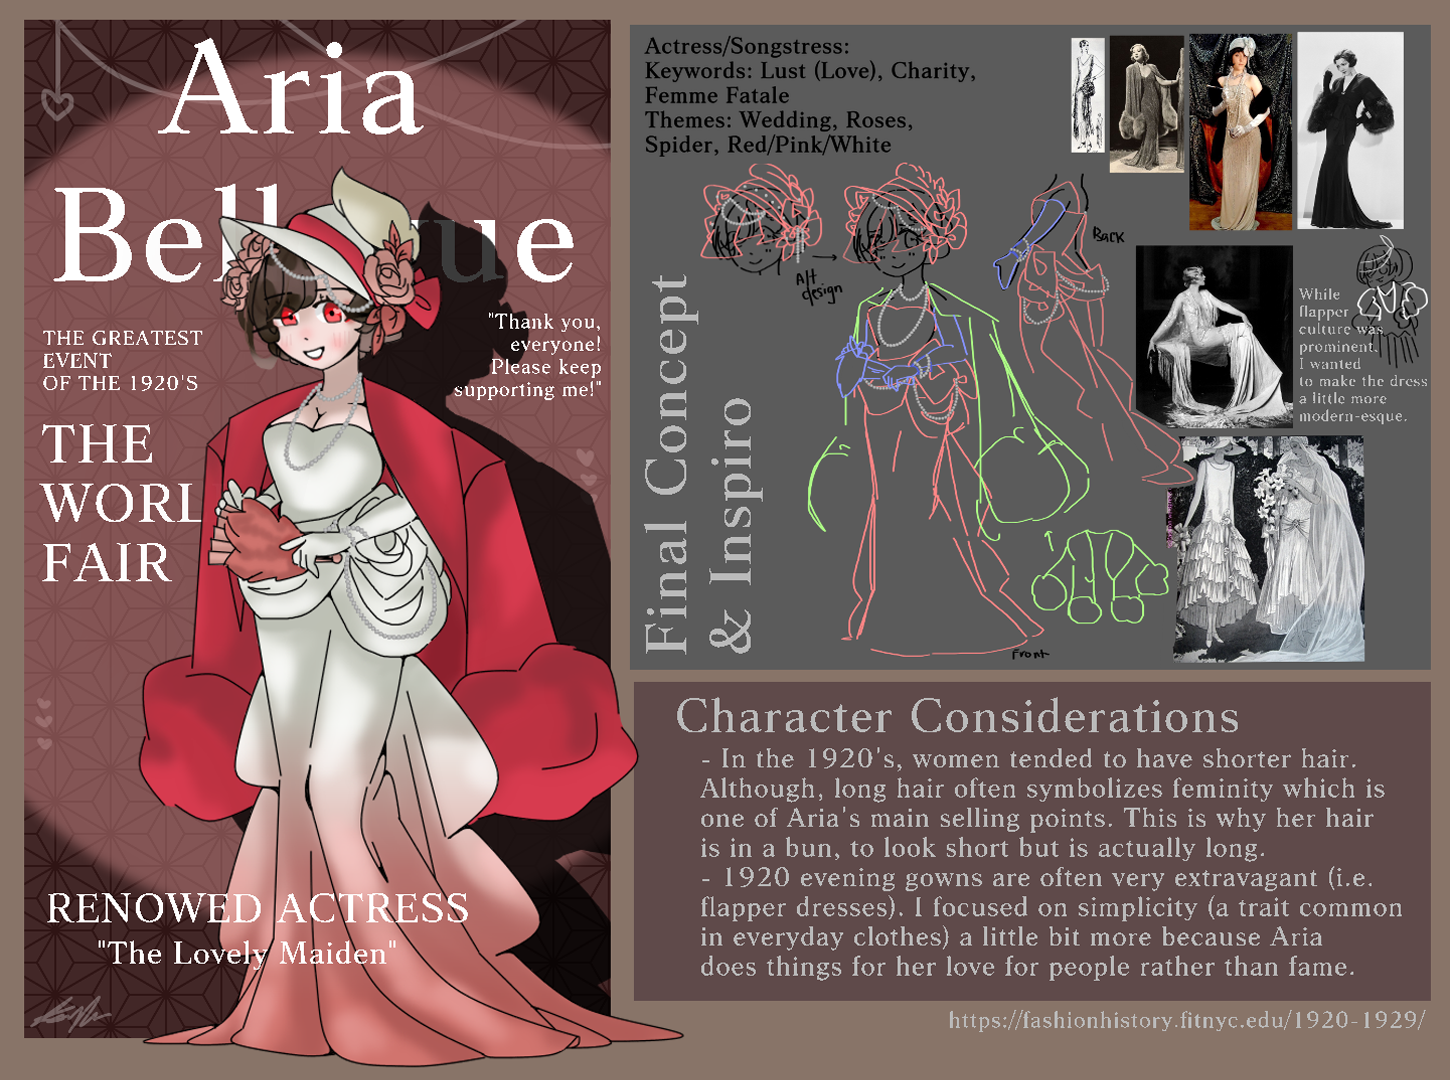 Aria
Bellevue
THE GREATEST
EVENT
OF THE 1920'S
THE
WORL
FAIR
"Thank you,
everyone!
Please keep
supporting me!"
RENOWED ACTRESS
"The Lovely Maiden"
Actress/Songstress:
Keywords: Lust (Love), Charity,
Femme Fatale
Themes: Wedding, Roses,
Spider, Red/Pink/White
Alt
design
Back
Front
Final Concept
& Inspiro
While
flapper
culture was
prominent.
I wanted
to make the dress
a little more
modern-esque.
Character Considerations
- In the 1920's, women tended to have shorter hair.
Although, long hair often symbolizes feminity which is
one of Aria's main selling points. This is why her hair
is in a bun, to look short but is actually long.
- 1920 evening gowns are often very extravagant (i.e.
flapper dresses). I focused on simplicity (a trait common
in everyday clothes) a little bit more because Aria
does things for her love for people rather than fame.
https://fashionhistory.fitnyc.edu/1920-1929/